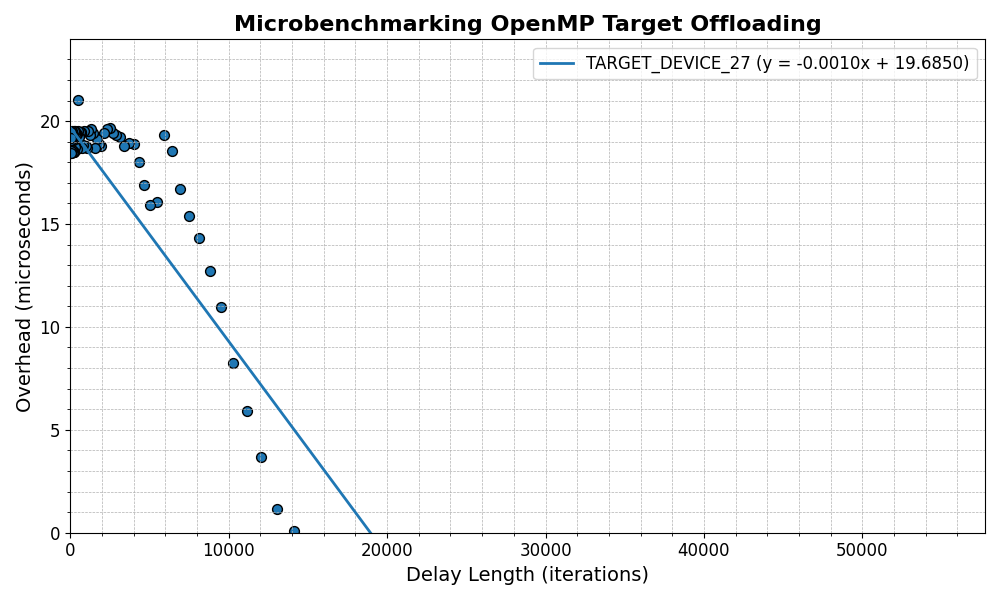 Microbenchmarking OpenMP Target Offloading
TARGET_DEVICE_27 (y = -0.0010x + 19.6850)
Overhead (microseconds)
20
15
10
5
0
0 10000 20000 30000 40000 50000
Delay Length (iterations)